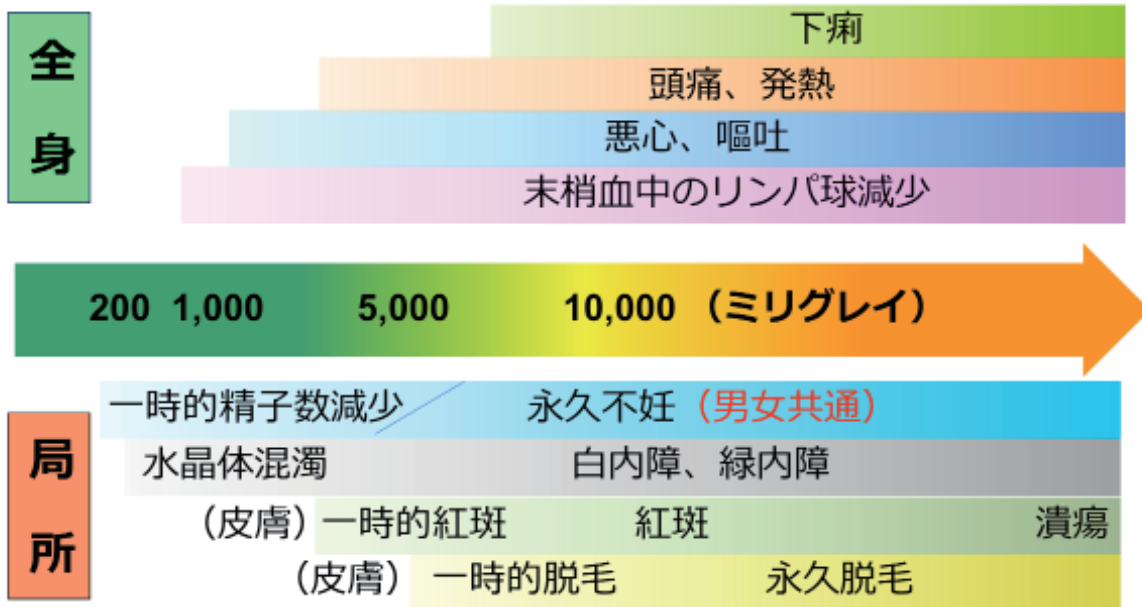 全身
下痢
頭痛、発熱
悪心、嘔吐
末梢血中のリンパ球減少
200 1,000 5,000 10,000 (ミリグレイ)
局所
一時的精子数減少 永久不妊(男女共通)
水晶体混濁 白内障、緑内障
(皮膚)一時的紅斑 紅斑 潰瘍
(皮膚) 一時的脱毛 永久脱毛